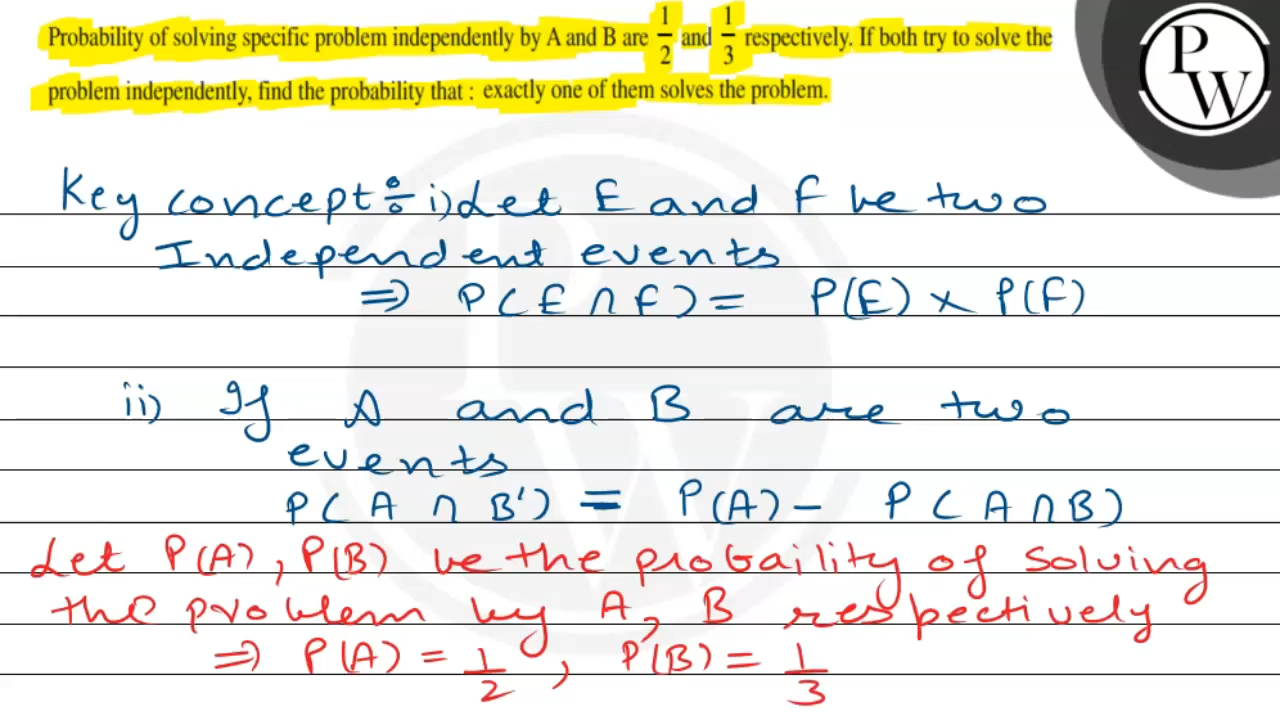 Probability of solving specific problem independently by A and B are 1/2 and 1/3 respectively. If both try to solve the
problem independently, find the probability that : exactly one of them solves the problem.
PW
Key concept÷ i) Let E and F be two
Independent events
⇒ P(E ∩ F) = P(E) × P(F)
ii) If A and B are two
events
P(A ∩ B') = P(A) - P(A ∩ B)
Let P(A), P(B) be the probaility of solving
the problem by A, B respectively
⇒ P(A) = 1/2, P(B) = 1/3